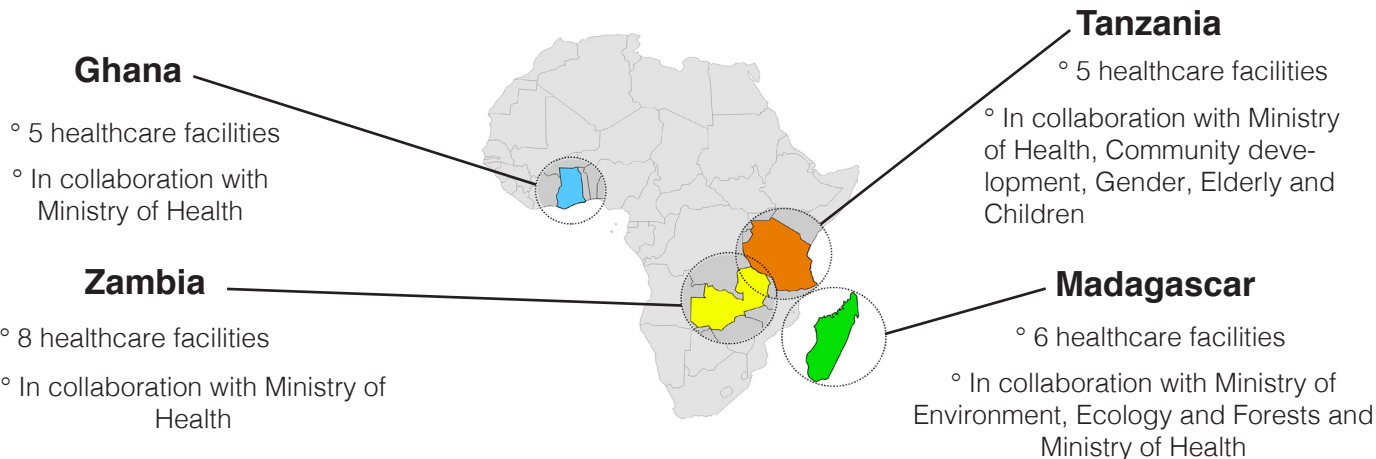 Ghana
° 5 healthcare facilities
° In collaboration with
Ministry of Health
Zambia
° 8 healthcare facilities
° In collaboration with Ministry of
Health
Tanzania
° 5 healthcare facilities
° In collaboration with Ministry
of Health, Community deve-
lopment, Gender, Elderly and
Children
Madagascar
° 6 healthcare facilities
° In collaboration with Ministry of
Environment, Ecology and Forests and
Ministry of Health